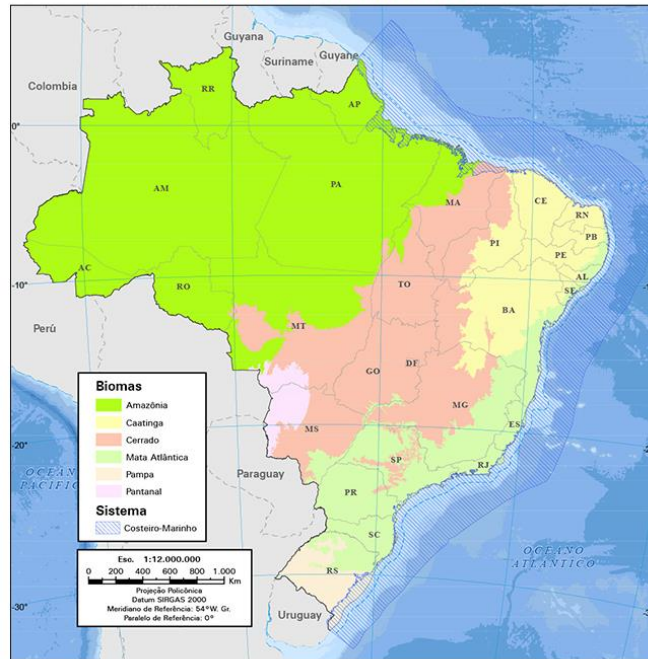 Guyana
Suriname
Guyane
Colombia
RR
AP
0°
AM
PA
MA
CE
RN
PB
PI
PE
AC
AL
-10°
RO
TO
SE
BA
Perú
MT
GO
DF
Biomas
Amazônia
Caatinga
Cerrado
Mata Atlântica
Pampa
Pantanal
Sistema
Costeiro-Marinho
MG
MS
ES
-20°
OCEANO
PACÍFICO
SP
RJ
Paraguay
PR
SC
Esc. 1:12.000.000
0 200 400 600 800 1.000
Km
Projeção Policônica
Datum SIRGAS 2000
Meridiano de Referência: 54°W. Gr.
Paralelo de Referência: 0°
OCEANO
ATLÂNTICO
RS
-30°
Uruguay